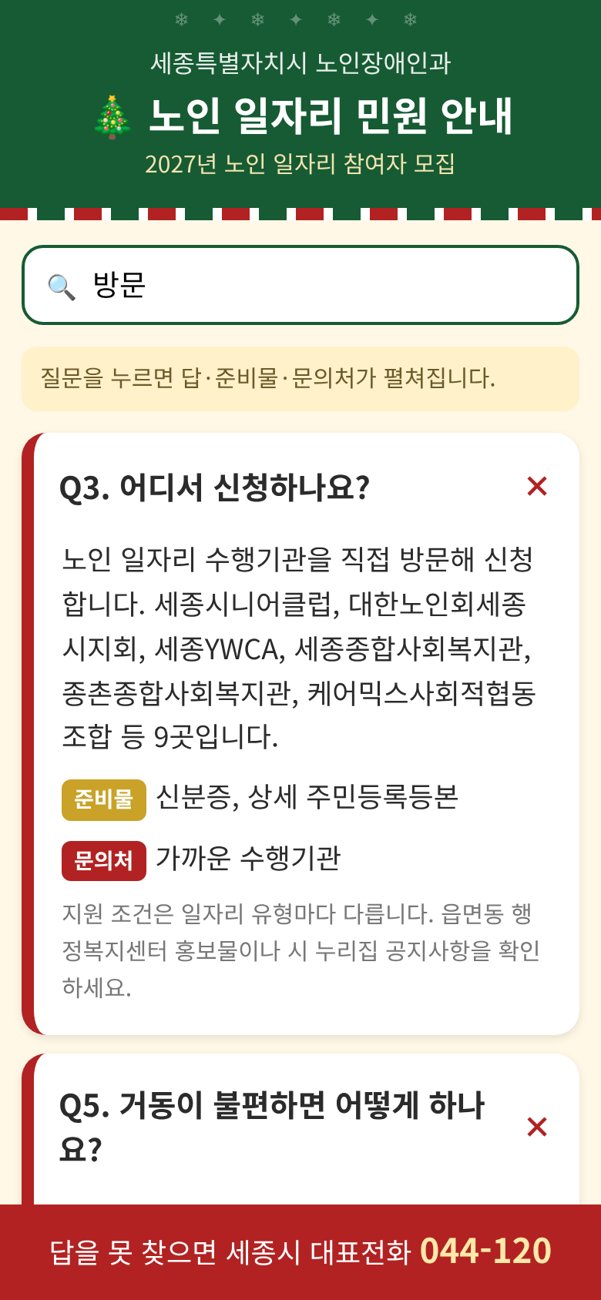 세종특별자치시 노인장애인과
노인 일자리 민원 안내
2027년 노인 일자리 참여자 모집
방문
질문을 누르면 답·준비물·문의처가 펼쳐집니다.
Q3. 어디서 신청하나요?
노인 일자리 수행기관을 직접 방문해 신청
합니다. 세종시니어클럽, 대한노인회세종
시지회, 세종YWCA, 세종종합사회복지관,
종촌종합사회복지관, 케어믹스사회적협동
조합 등 9곳입니다.
준비물 신분증, 상세 주민등록등본
문의처 가까운 수행기관
지원 조건은 일자리 유형마다 다릅니다. 읍면동 행
정복지센터 홍보물이나 시 누리집 공지사항을 확인
하세요.
Q5. 거동이 불편하면 어떻게 하나
요?
답을 못 찾으면 세종시 대표전화 044-120